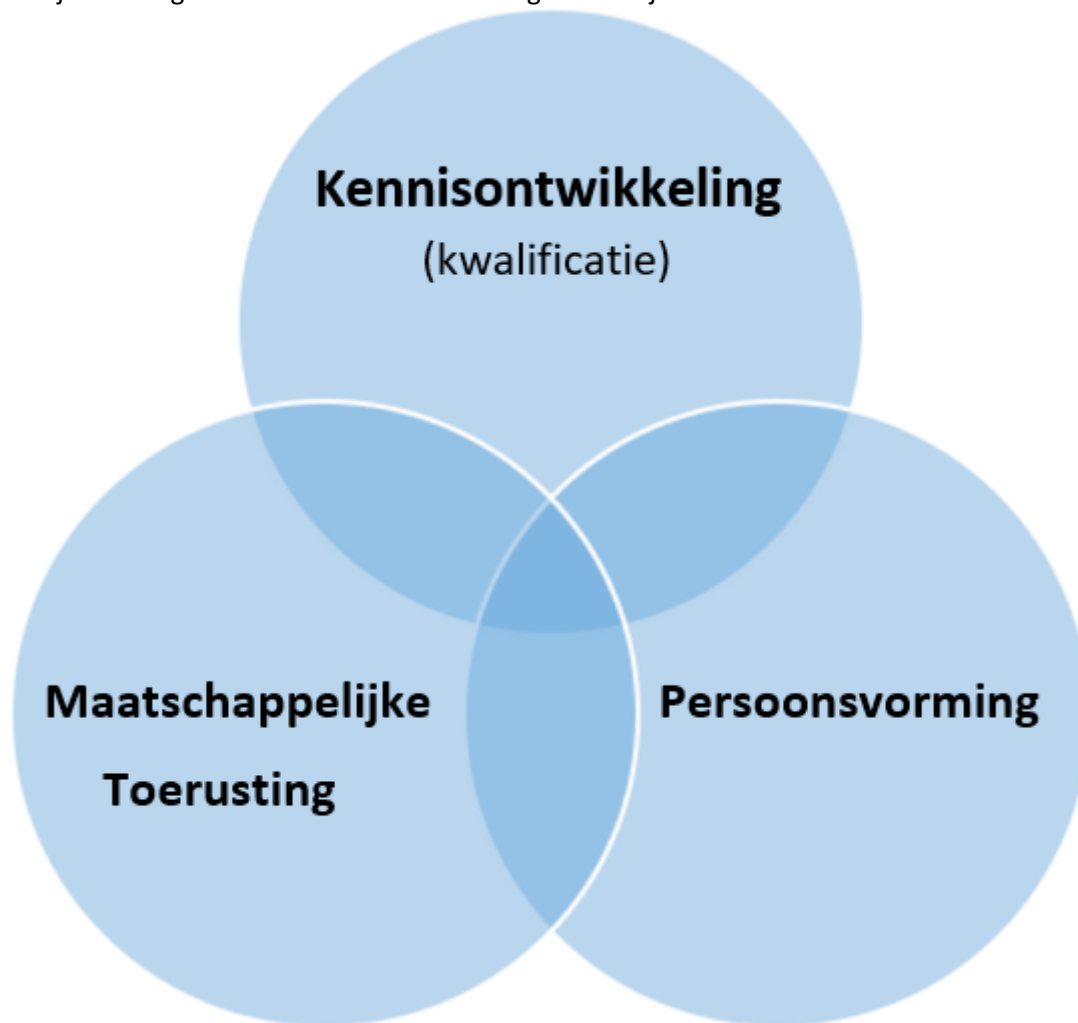 Kennisontwikkeling
(kwalificatie)
Maatschappelijke
Toerusting
Persoonsvorming